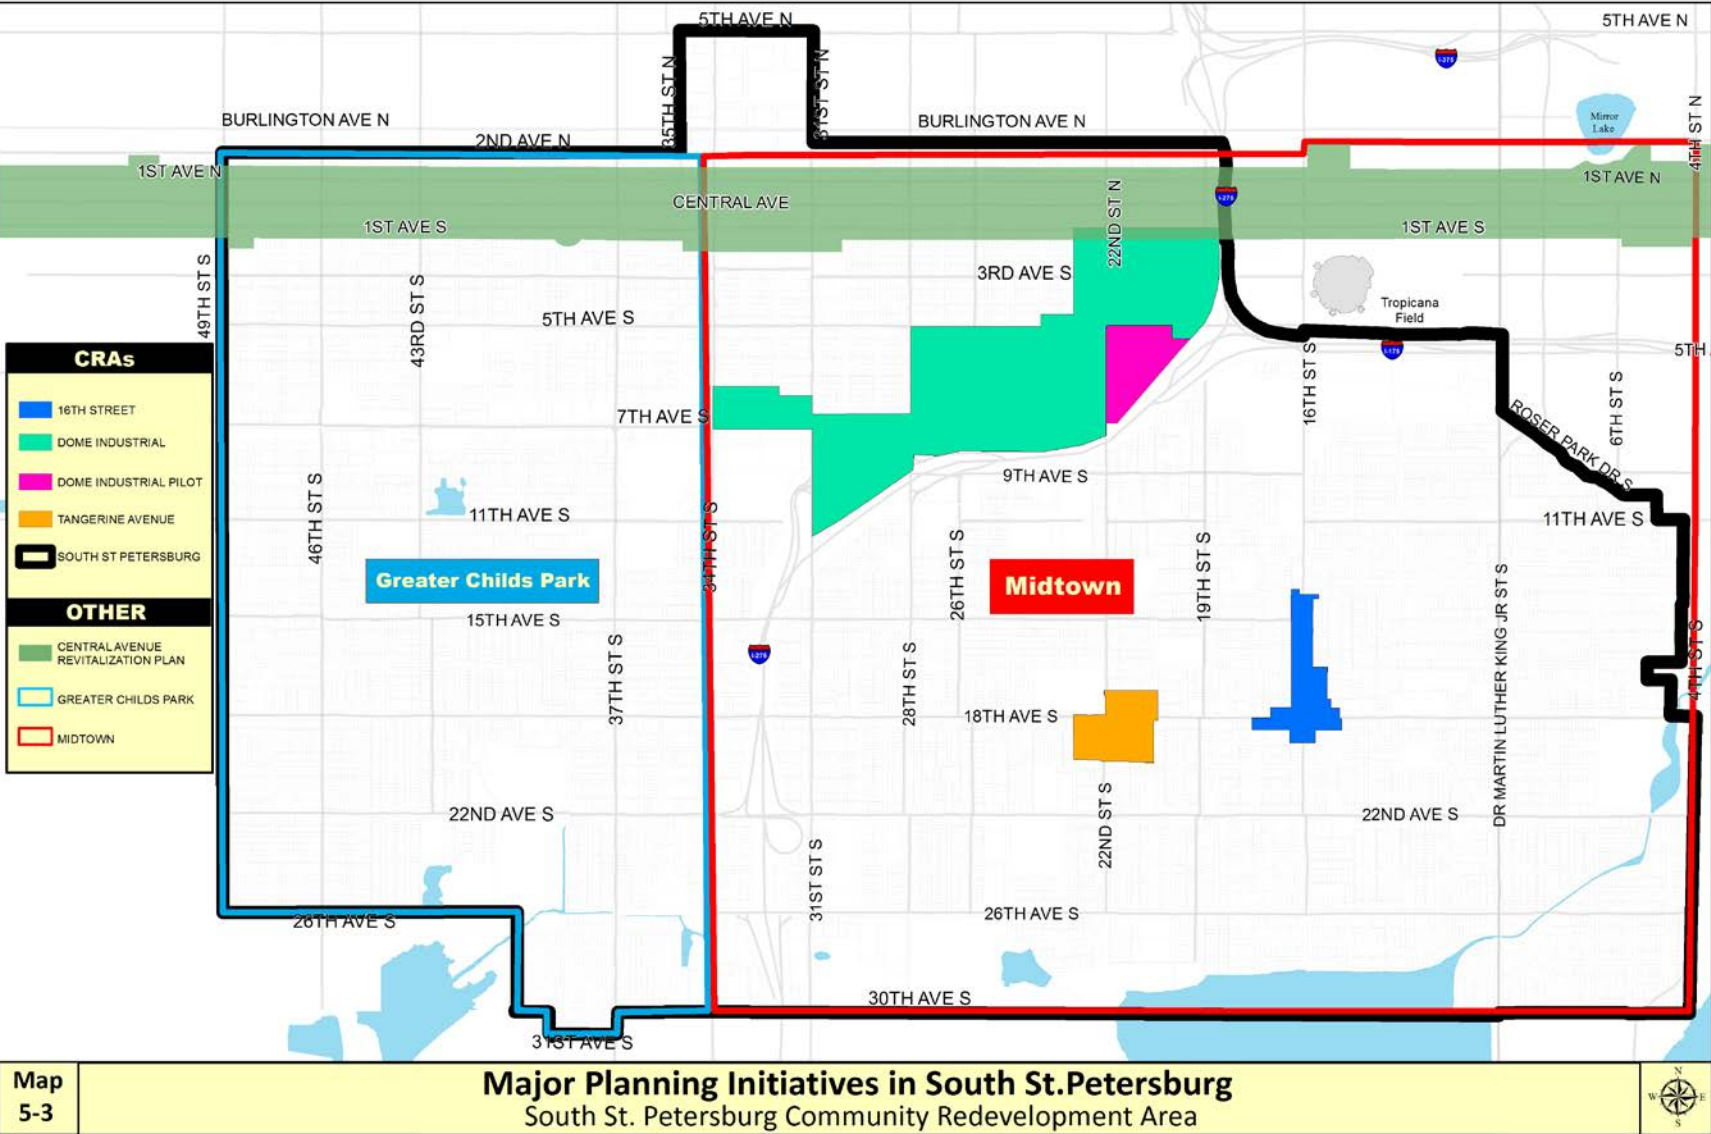 5TH AVE N
5TH AVE N
35TH ST N
31ST ST N
I-375
Mirror
Lake
4TH ST N
BURLINGTON AVE N
BURLINGTON AVE N
2ND AVE N
1ST AVE N
1ST AVE N
CENTRAL AVE
22ND ST N
I-275
1ST AVE S
1ST AVE S
49TH ST S
43RD ST S
3RD AVE S
Tropicana
Field
5TH AVE S
I-175
5TH
16TH ST S
6TH ST S
7TH AVE S
ROSER PARK DR S
46TH ST S
9TH AVE S
11TH AVE S
11TH AVE S
34TH ST S
26TH ST S
19TH ST S
DR MARTIN LUTHER KING JR ST S
Greater Childs Park
Midtown
15TH AVE S
37TH ST S
I-275
28TH ST S
4TH ST S
18TH AVE S
22ND AVE S
22ND ST S
22ND AVE S
31ST ST S
26TH AVE S
26TH AVE S
30TH AVE S
31ST AVE S
CRAs
16TH STREET
DOME INDUSTRIAL
DOME INDUSTRIAL PILOT
TANGERINE AVENUE
SOUTH ST PETERSBURG
OTHER
CENTRAL AVENUE
REVITALIZATION PLAN
GREATER CHILDS PARK
MIDTOWN
Map
5-3
Major Planning Initiatives in South St.Petersburg
South St. Petersburg Community Redevelopment Area
N
W E
S